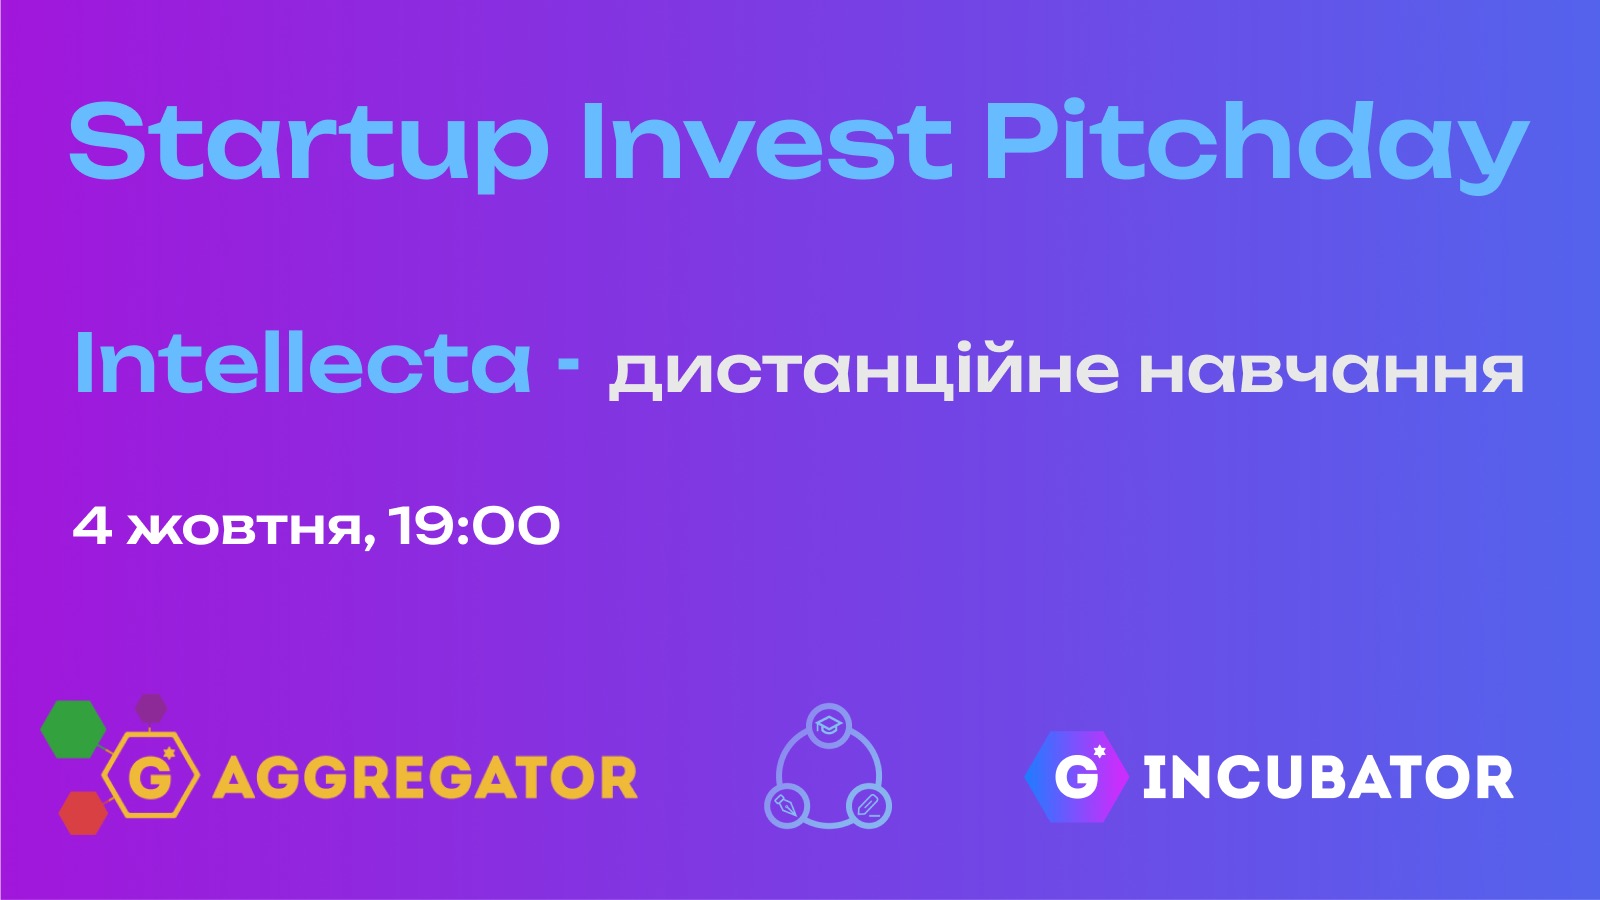 Startup Invest Pitchday
Intellecta - дистанційне навчання
4 жовтня, 19:00
G AGGREGATOR
G INCUBATOR